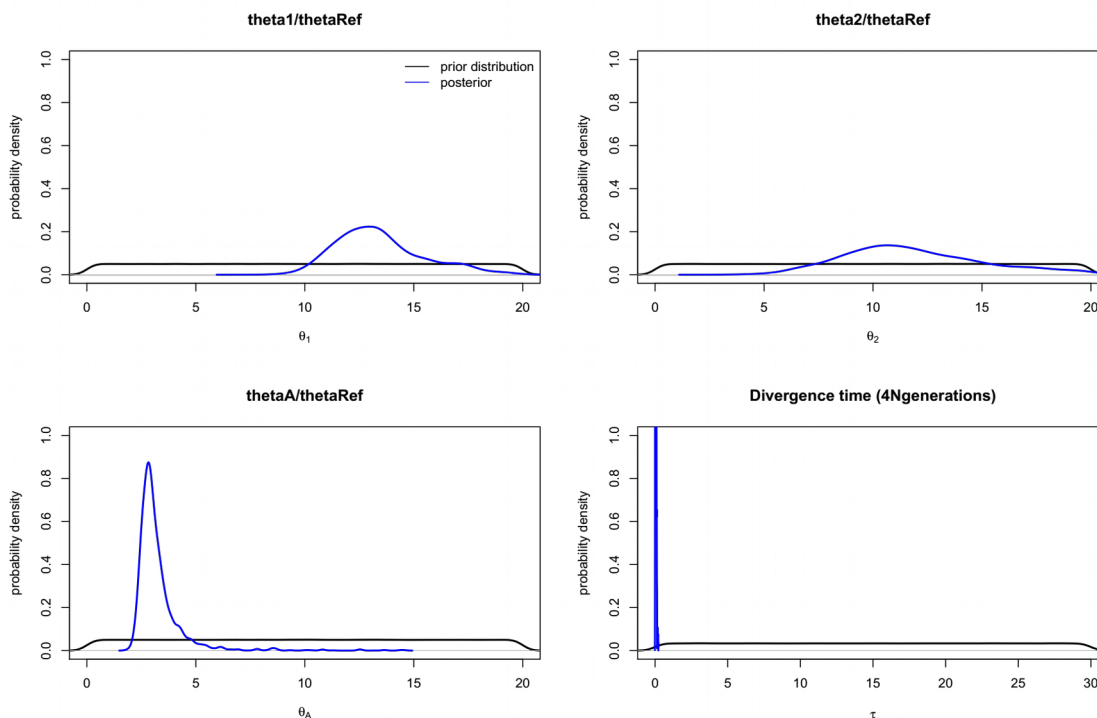 theta1/thetaRef
probability density
0.0 0.2 0.4 0.6 0.8 1.0
prior distribution
posterior
0 5 10 15 20
θ1
theta2/thetaRef
probability density
0.0 0.2 0.4 0.6 0.8 1.0
0 5 10 15 20
θ2
thetaA/thetaRef
probability density
0.0 0.2 0.4 0.6 0.8 1.0
0 5 10 15 20
θA
Divergence time (4Ngenerations)
probability density
0.0 0.2 0.4 0.6 0.8 1.0
0 5 10 15 20 25 30
τ